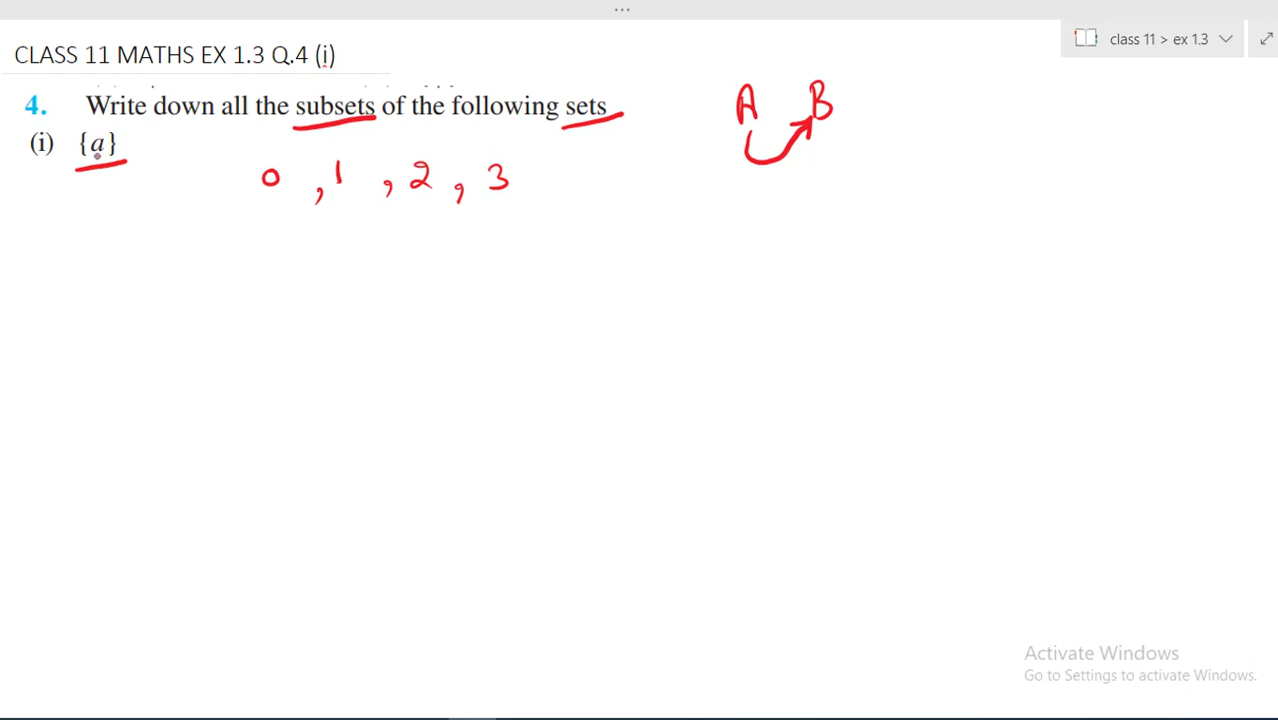 ...
class 11 > ex 1.3
CLASS 11 MATHS EX 1.3 Q.4 (i)
4. Write down all the subsets of the following sets
A B
(i) {a}
0 , 1 , 2 , 3
Activate Windows
Go to Settings to activate Windows.